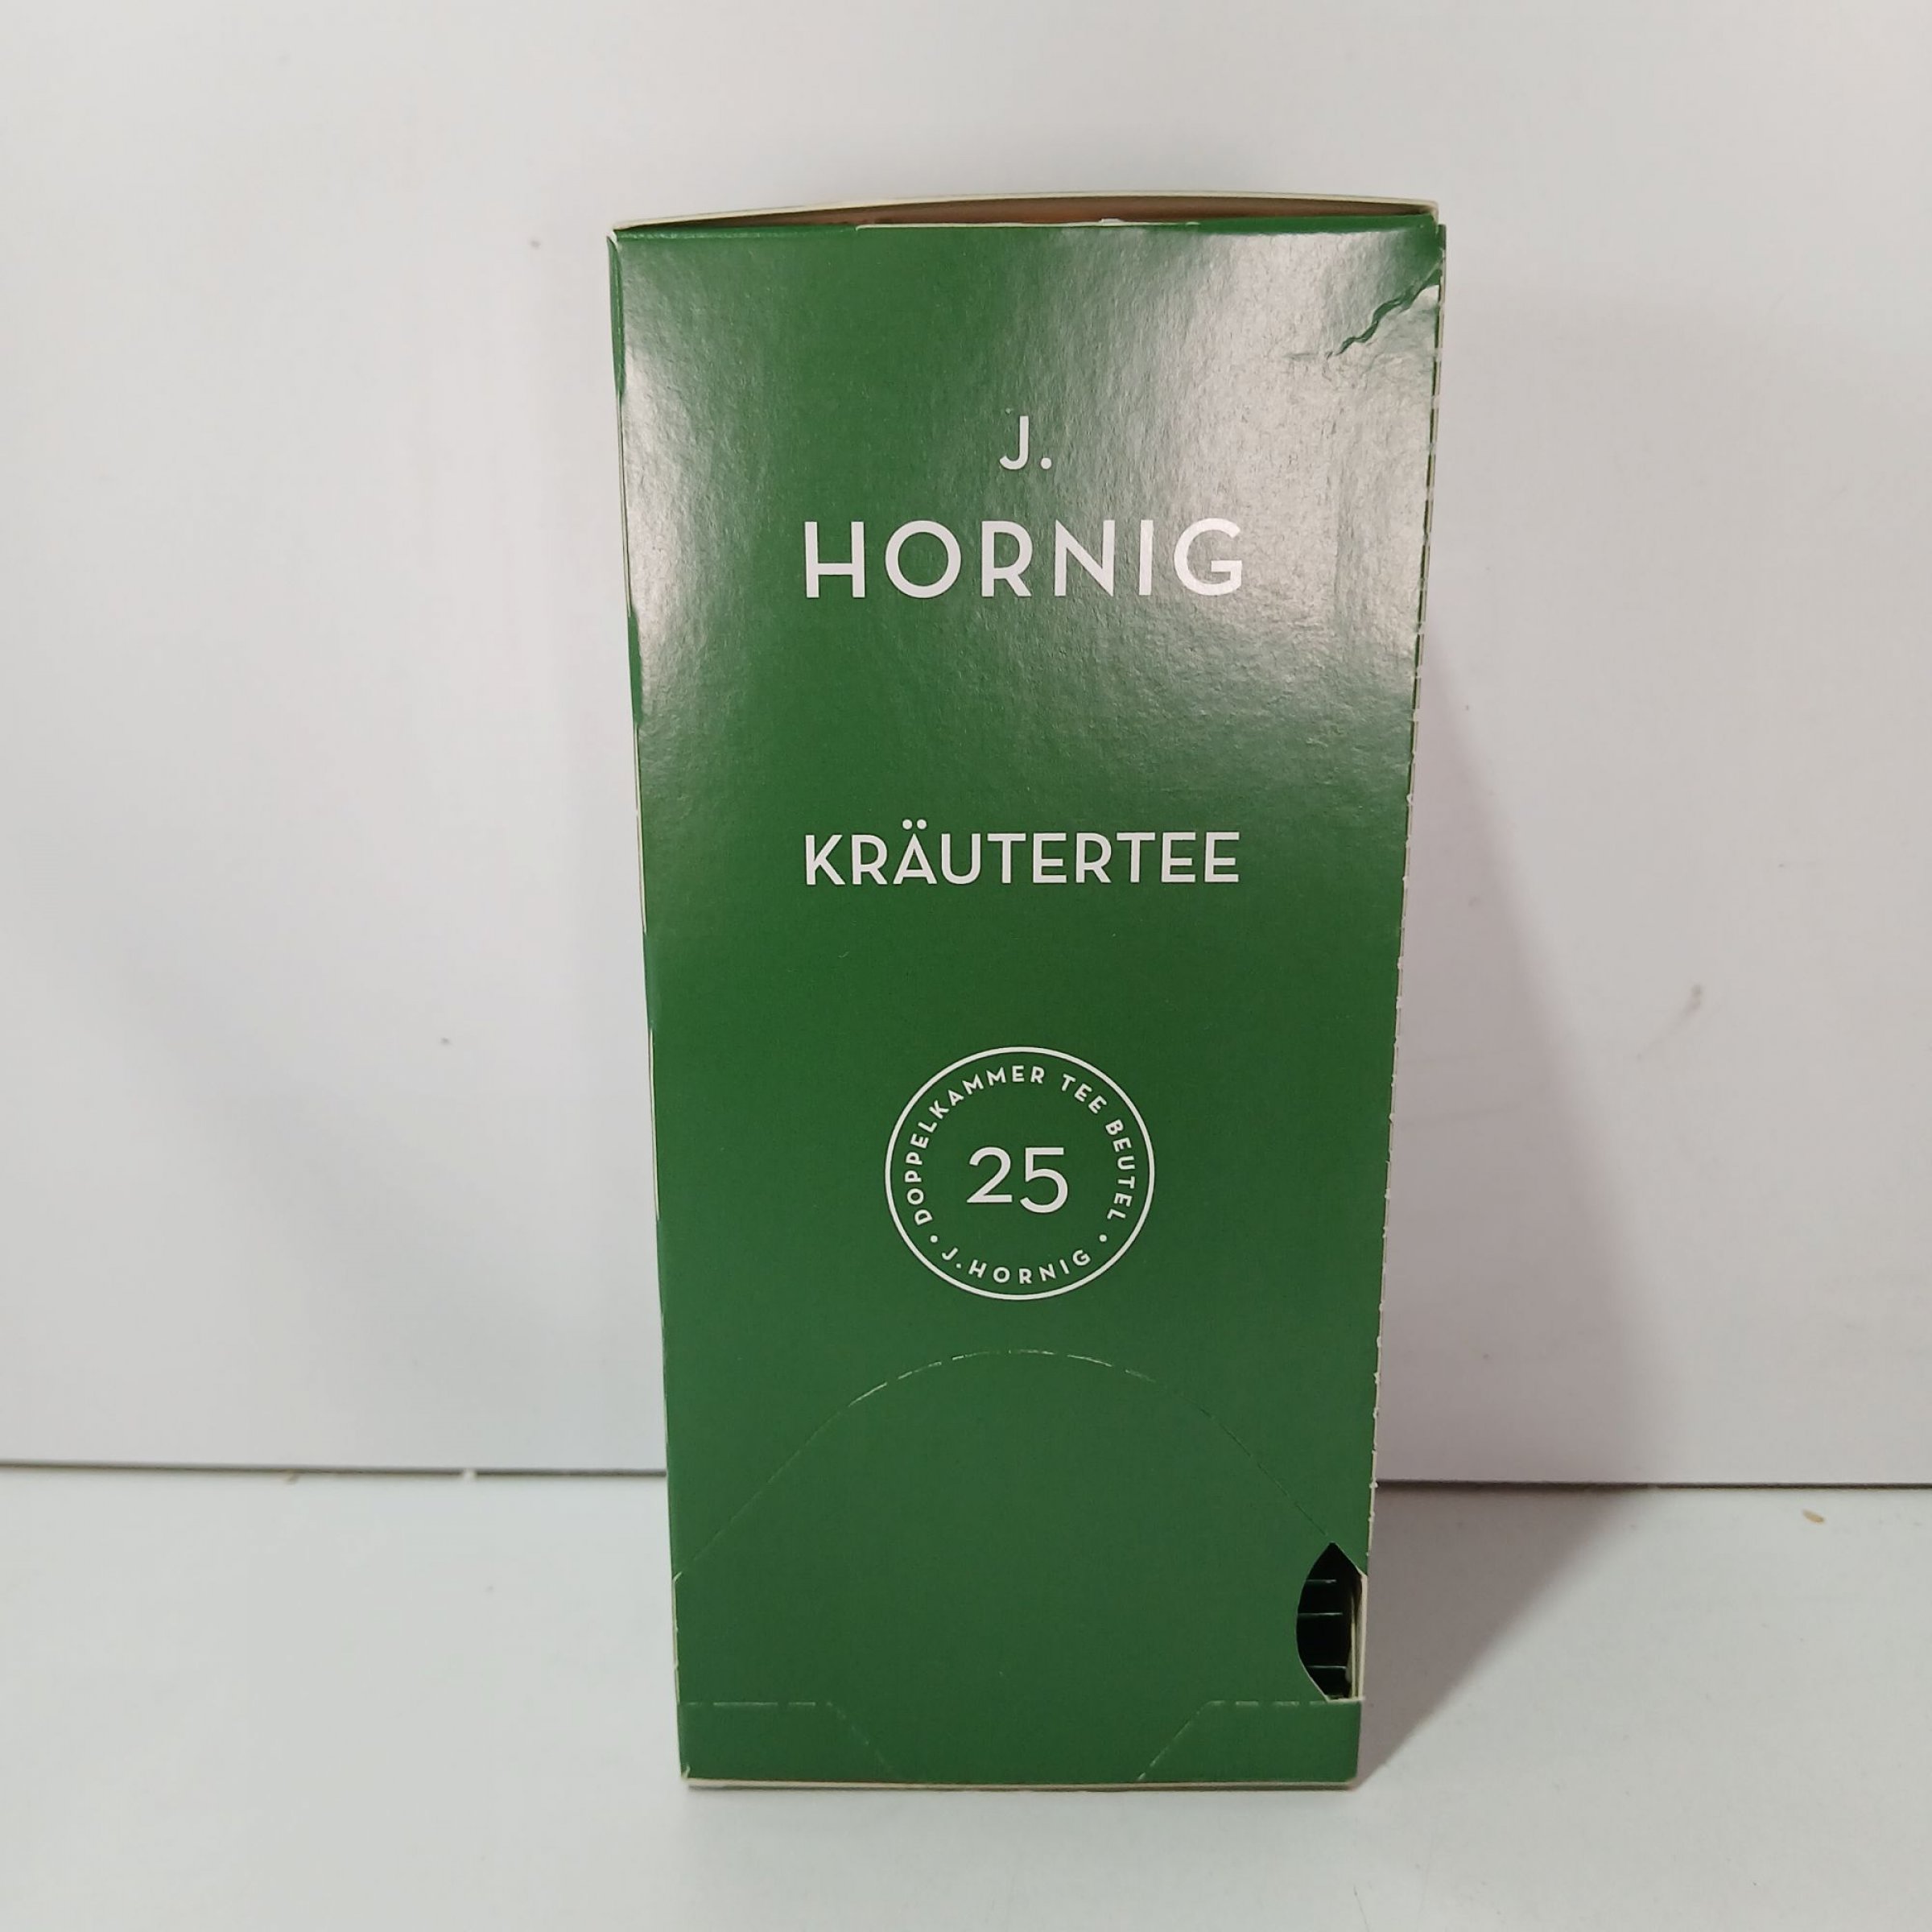 J.
HORNIG
KRÄUTERTEE
DOPPELKAMMER TEE BEUTEL
25
• J.HORNIG •